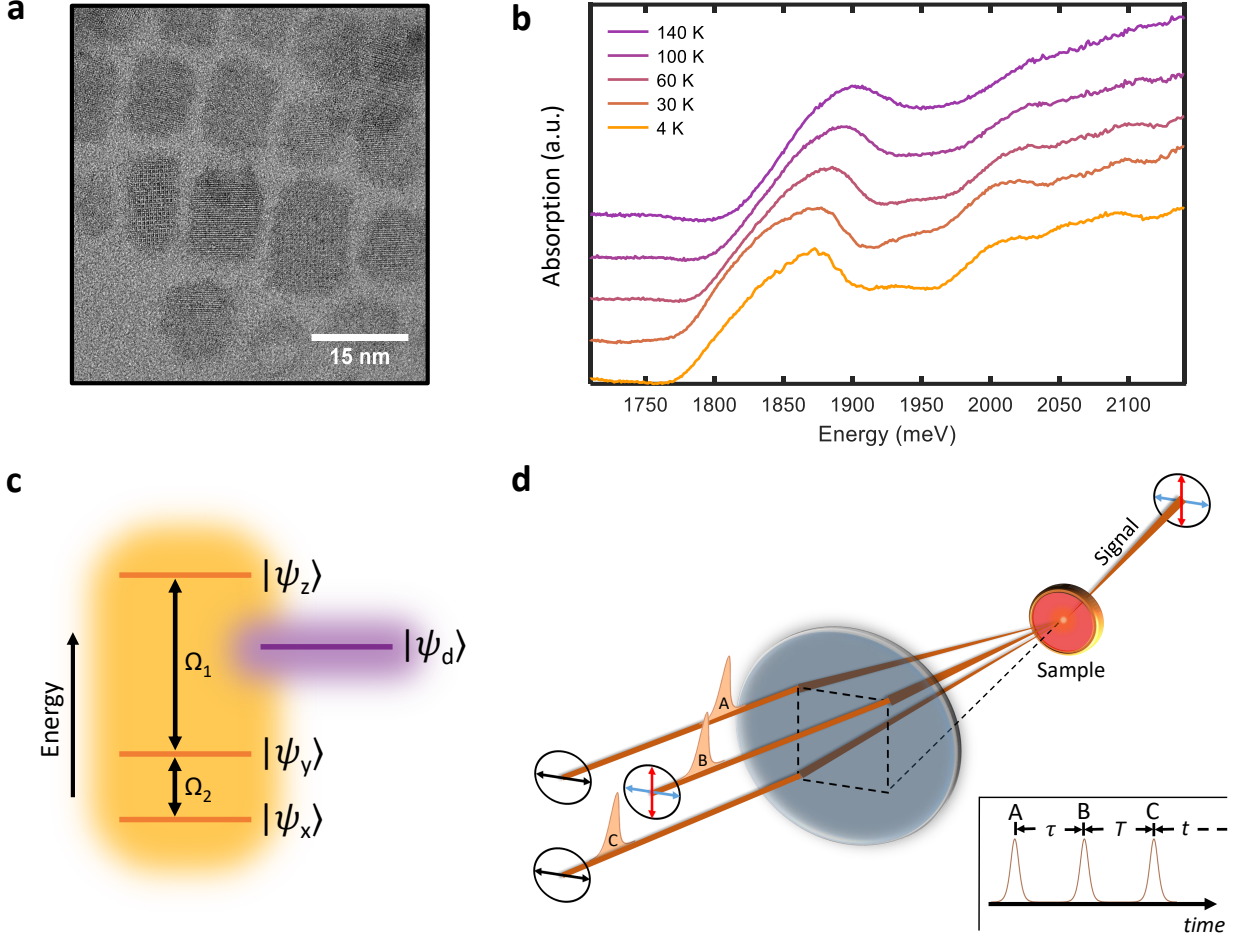 a
15 nm
b
140 K
100 K
60 K
30 K
4 K
Absorption (a.u.)
1750 1800 1850 1900 1950 2000 2050 2100
Energy (meV)
c
|ψz⟩
|ψd⟩
Ω1
Energy
|ψy⟩
Ω2
|ψx⟩
d
Signal
Sample
A
B
C
A B C
τ T t
time